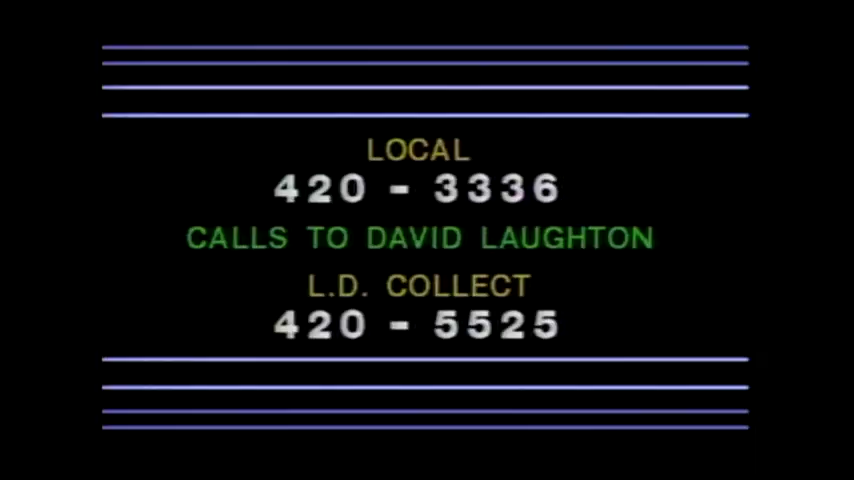 LOCAL
420 - 3336
CALLS TO DAVID LAUGHTON
L.D. COLLECT
420 - 5525